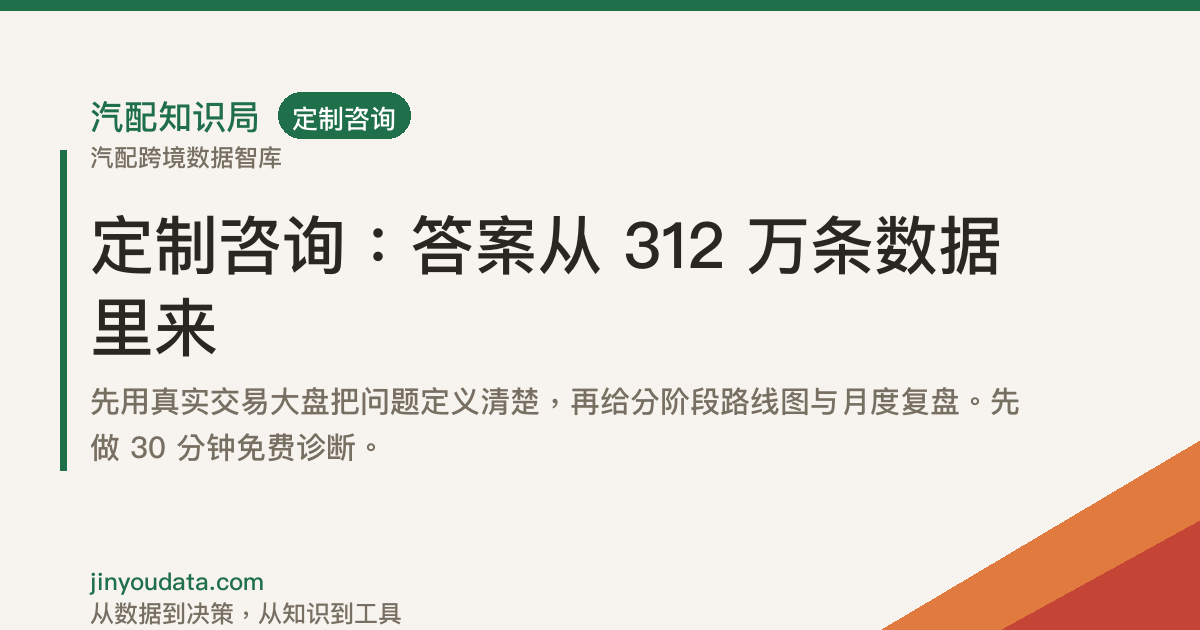 汽配知识局
定制咨询
汽配跨境数据智库
定制咨询：答案从 312 万条数据
里来
先用真实交易大盘把问题定义清楚，再给分阶段路线图与月度复盘。先
做 30 分钟免费诊断。
jinyoudata.com
从数据到决策，从知识到工具